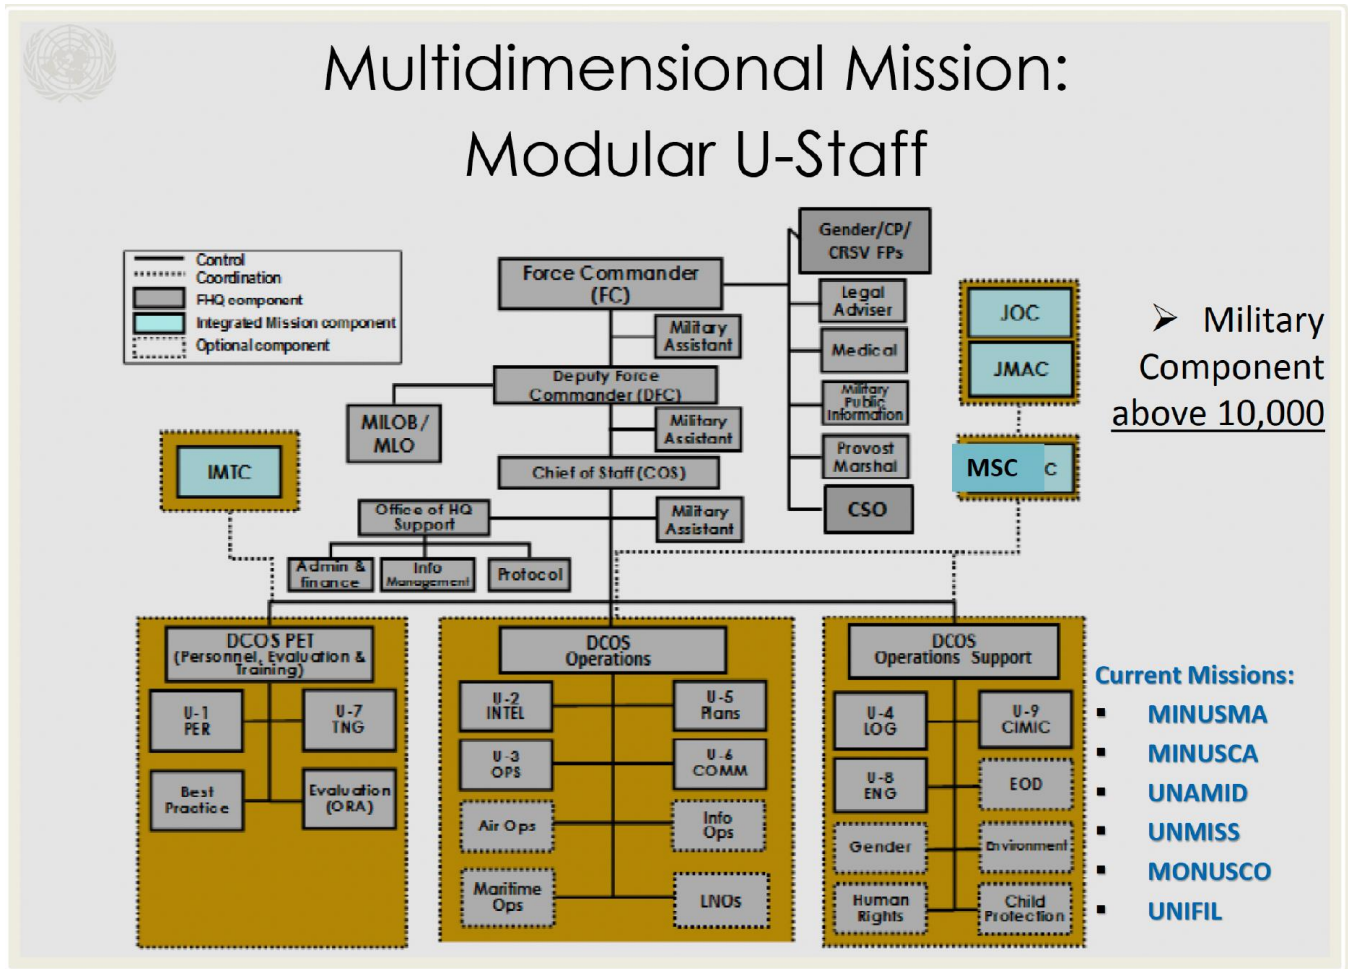 Multidimensional Mission:
Modular U-Staff
Control
Coordination
FHQ component
Integrated Mission component
Optional component
Force Commander
(FC)
Military
Assistant
Deputy Force
Commander (DFC)
Military
Assistant
MILOB/
MLO
Chief of Staff (COS)
Office of HQ
Support
Military
Assistant
Admin &
finance
Info
Management
Protocol
Gender/CP/
CRSV FPs
Legal
Adviser
Medical
Military
Public
Information
Provost
Marshal
CSO
JOC
JMAC
MSC C
IMTC
➢ Military
Component
above 10,000
DCOS PET
(Personnel, Evaluation &
Training)
U-1
PER
U-7
TNG
Best
Practice
Evaluation
(ORA)
DCOS
Operations
U-2
INTEL
U-5
Plans
U-3
OPS
U-6
COMM
Air Ops
Info
Ops
Maritime
Ops
LNOs
DCOS
Operations Support
U-4
LOG
U-9
CIMIC
U-8
ENG
EOD
Gender
Environment
Human
Rights
Child
Protection
Current Missions:
▪ MINUSMA
▪ MINUSCA
▪ UNAMID
▪ UNMISS
▪ MONUSCO
▪ UNIFIL